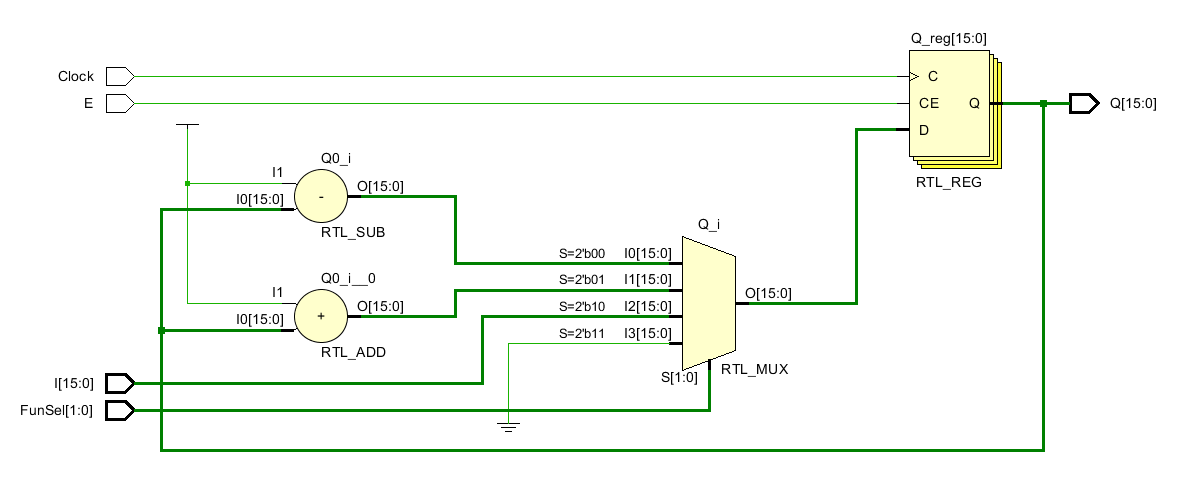 Q_reg[15:0]
Clock
C
E
CE
Q
Q[15:0]
D
Q0_i
I1
O[15:0]
I0[15:0]
-
RTL_REG
RTL_SUB
Q_i
S=2'b00
I0[15:0]
Q0_i__0
S=2'b01
I1[15:0]
I1
O[15:0]
O[15:0]
S=2'b10
I2[15:0]
I0[15:0]
+
S=2'b11
I3[15:0]
RTL_ADD
RTL_MUX
S[1:0]
I[15:0]
FunSel[1:0]